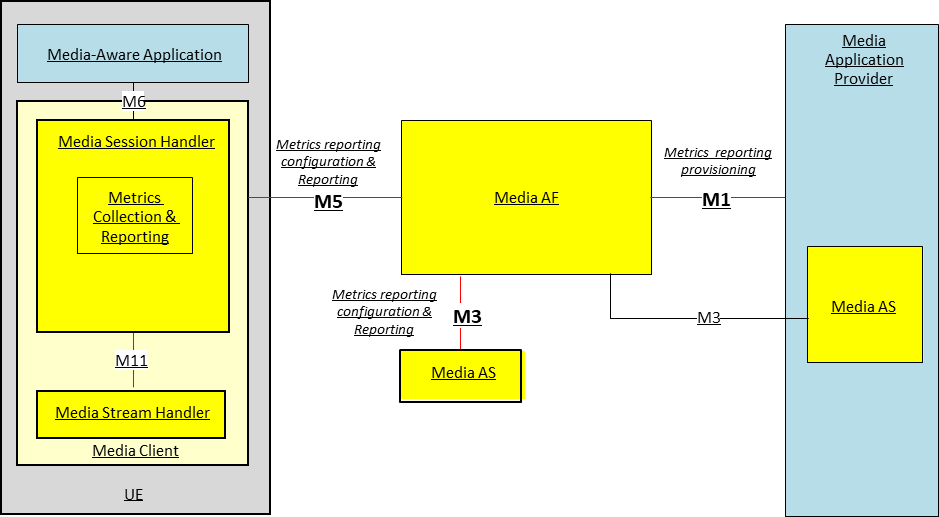 Media-Aware Application
M6
Media Session Handler
Metrics
Collection &
Reporting
M11
Media Stream Handler
Media Client
UE
Metrics reporting
configuration &
Reporting
M5
Media AF
Metrics reporting
configuration &
Reporting
M3
Media AS
Metrics  reporting
provisioning
M1
M3
Media
Application
Provider
Media AS